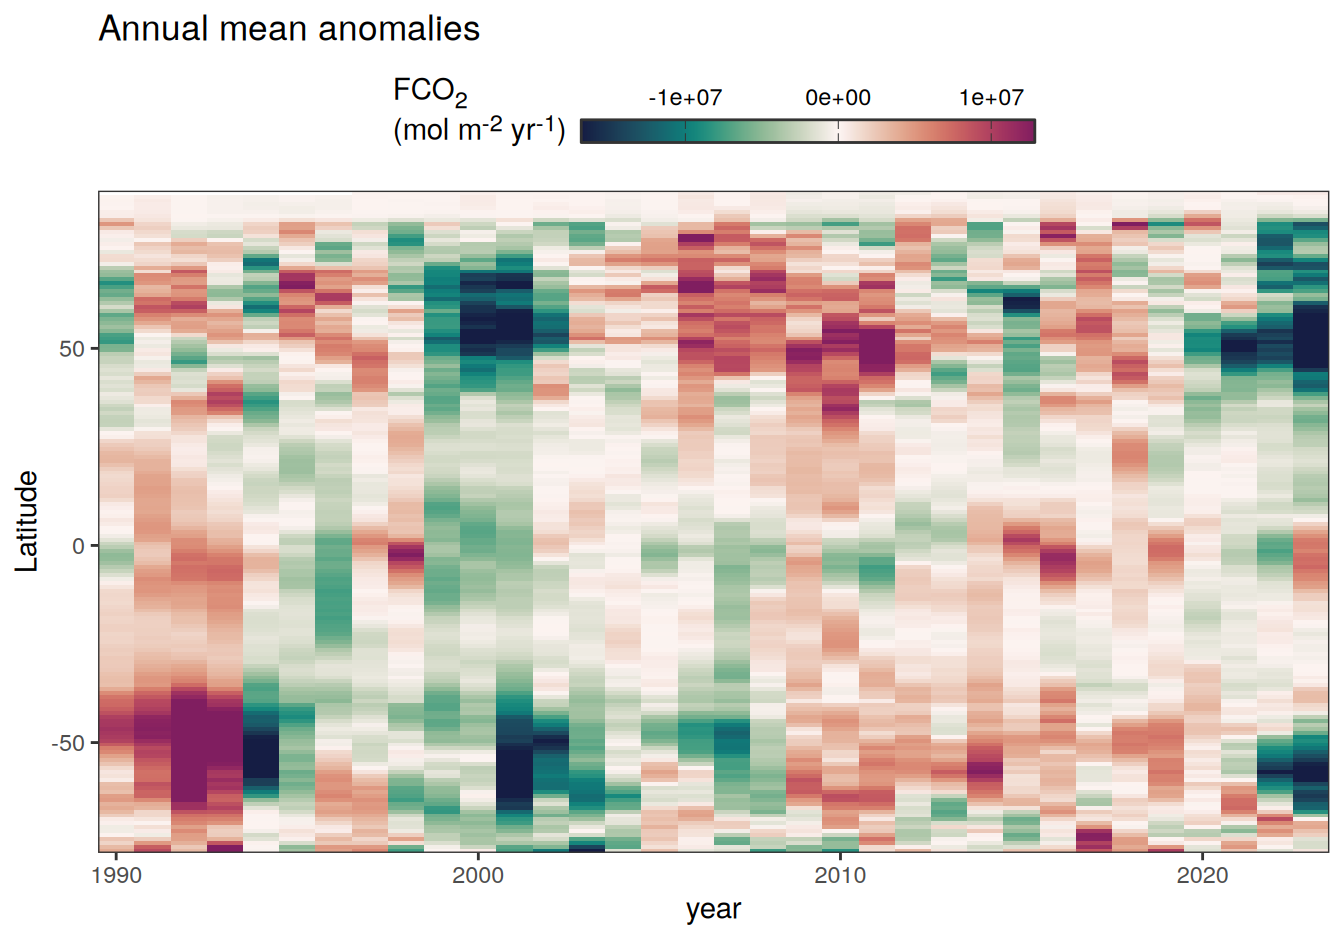 Annual mean anomalies
FCO₂
(mol m⁻² yr⁻¹)
-1e+07 0e+00 1e+07
Latitude
50
0
-50
1990 2000 2010 2020
year